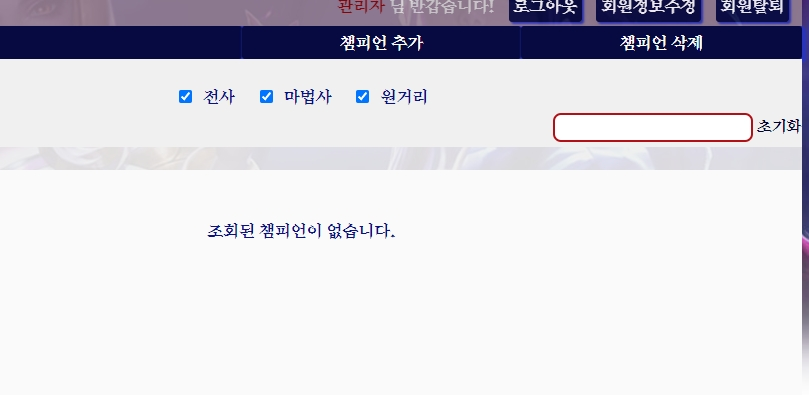 관리자 님 반갑습니다! 로그아웃 회원정보수정 회원탈퇴
챔피언 추가 챔피언 삭제
전사 마법사 원거리
초기화
조회된 챔피언이 없습니다.